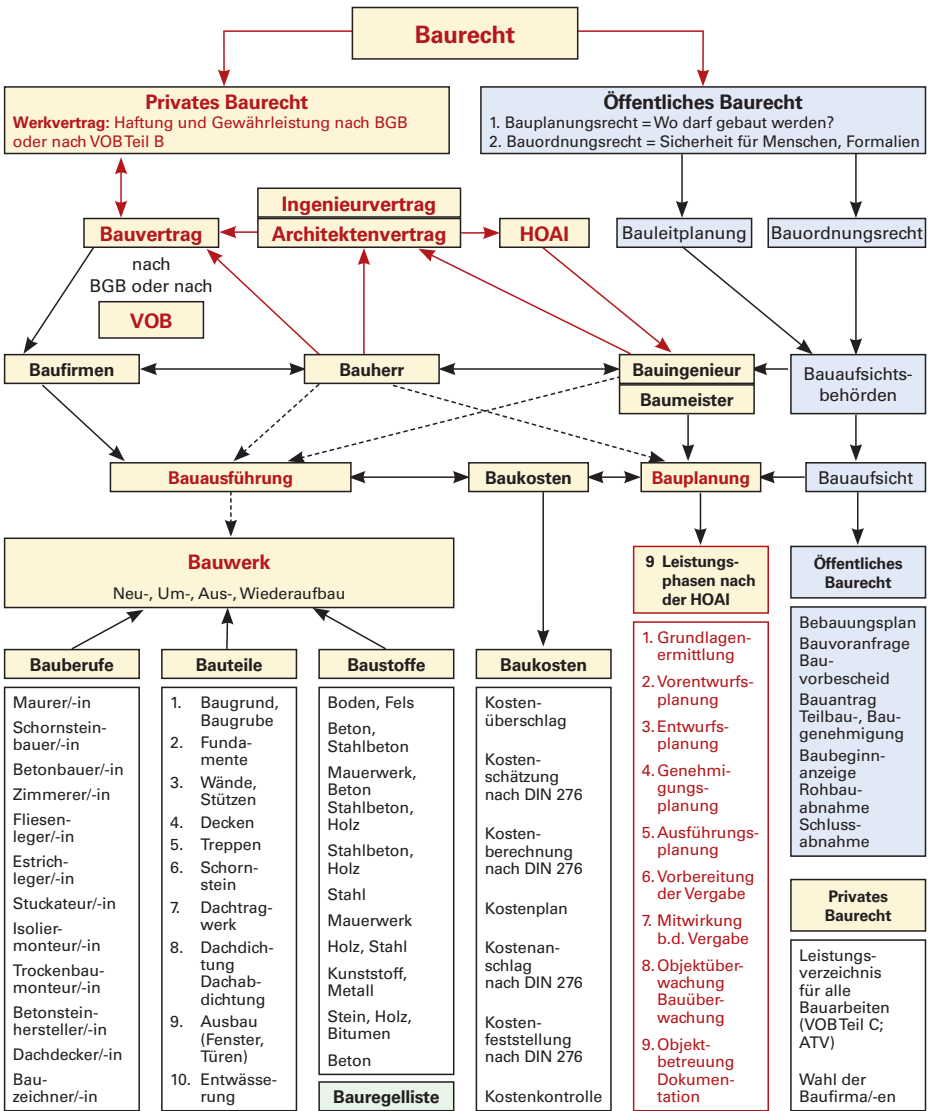 Baurecht
Privates Baurecht
Werkvertrag: Haftung und Gewährleistung nach BGB
oder nach VOB Teil B
Öffentliches Baurecht
1. Bauplanungsrecht = Wo darf gebaut werden?
2. Bauordnungsrecht = Sicherheit für Menschen, Formalien
Ingenieurvertrag
Bauvertrag
Architektenvertrag
HOAI
Bauleitplanung
Bauordnungsrecht
nach
BGB oder nach
VOB
Baufirmen
Bauherr
Bauingenieur
Baumeister
Bauaufsichts-
behörden
Bauausführung
Baukosten
Bauplanung
Bauaufsicht
Bauwerk
Neu-, Um-, Aus-, Wiederaufbau
9 Leistungs-
phasen nach
der HOAI
Öffentliches
Baurecht
Bauberufe
Maurer/-in
Schornstein-
bauer/-in
Betonbauer/-in
Zimmerer/-in
Fliesen-
leger/-in
Estrich-
leger/-in
Stuckateur/-in
Isolier-
monteur/-in
Trockenbau-
monteur/-in
Betonstein-
hersteller/-in
Dachdecker/-in
Bau-
zeichner/-in
Bauteile
1. Baugrund,
Baugrube
2. Funda-
mente
3. Wände,
Stützen
4. Decken
5. Treppen
6. Schorn-
stein
7. Dachtrag-
werk
8. Dachdich-
tung
Dachab-
dichtung
9. Ausbau
(Fenster,
Türen)
10. Entwässe-
rung
Baustoffe
Boden, Fels
Beton,
Stahlbeton
Mauerwerk,
Beton
Stahlbeton,
Holz
Stahlbeton,
Holz
Stahl
Mauerwerk
Holz, Stahl
Kunststoff,
Metall
Stein, Holz,
Bitumen
Beton
Bauregelliste
Baukosten
Kosten-
überschlag
Kosten-
schätzung
nach DIN 276
Kosten-
berechnung
nach DIN 276
Kostenplan
Kostenan-
schlag
nach DIN 276
Kosten-
feststellung
nach DIN 276
Kostenkontrolle
1. Grundlagen-
ermittlung
2. Vorentwurfs-
planung
3. Entwurfs-
planung
4. Genehmi-
gungs-
planung
5. Ausführungs-
planung
6. Vorbereitung
der Vergabe
7. Mitwirkung
b.d. Vergabe
8. Objektüber-
wachung
Bauüber-
wachung
9. Objekt-
betreuung
Dokumen-
tation
Bebauungsplan
Bauvoranfrage
Bau-
vorbescheid
Bauantrag
Teilbau-, Bau-
genehmigung
Baubeginn-
anzeige
Rohbau-
abnahme
Schluss-
abnahme
Privates
Baurecht
Leistungs-
verzeichnis
für alle
Bauarbeiten
(VOB Teil C;
ATV)
Wahl der
Baufirma/-en